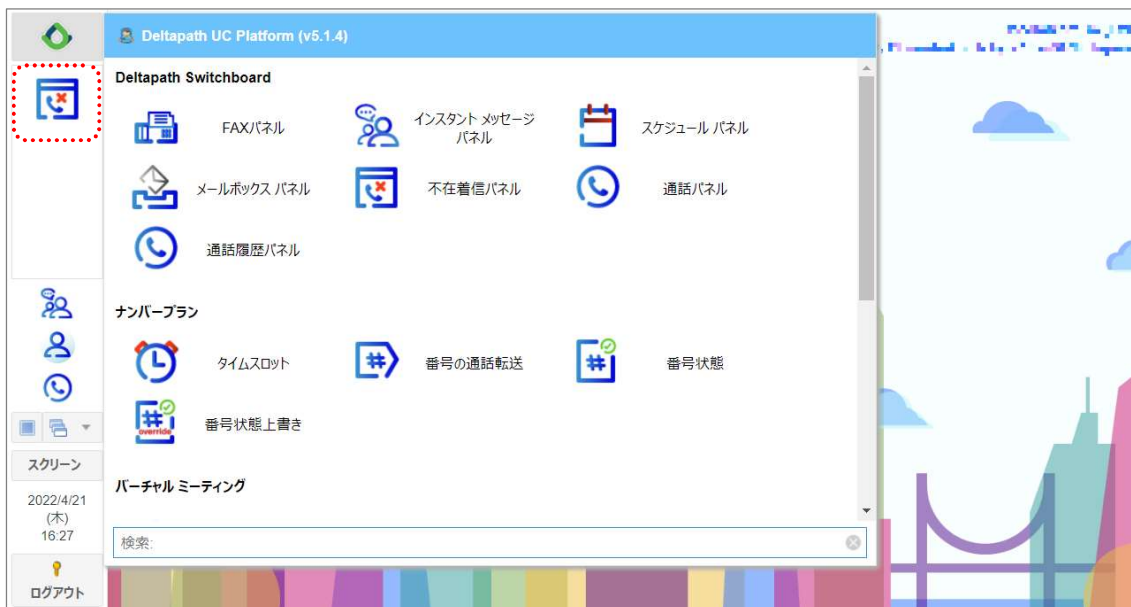 Deltapath UC Platform (v5.1.4)
Deltapath Switchboard
FAXパネル
インスタント メッセージ
パネル
スケジュール パネル
メールボックス パネル
不在着信パネル
通話パネル
通話履歴パネル
ナンバープラン
タイムスロット
番号の通話転送
番号状態
override
番号状態上書き
バーチャル ミーティング
検索:
スクリーン
2022/4/21
(木)
16:27
ログアウト